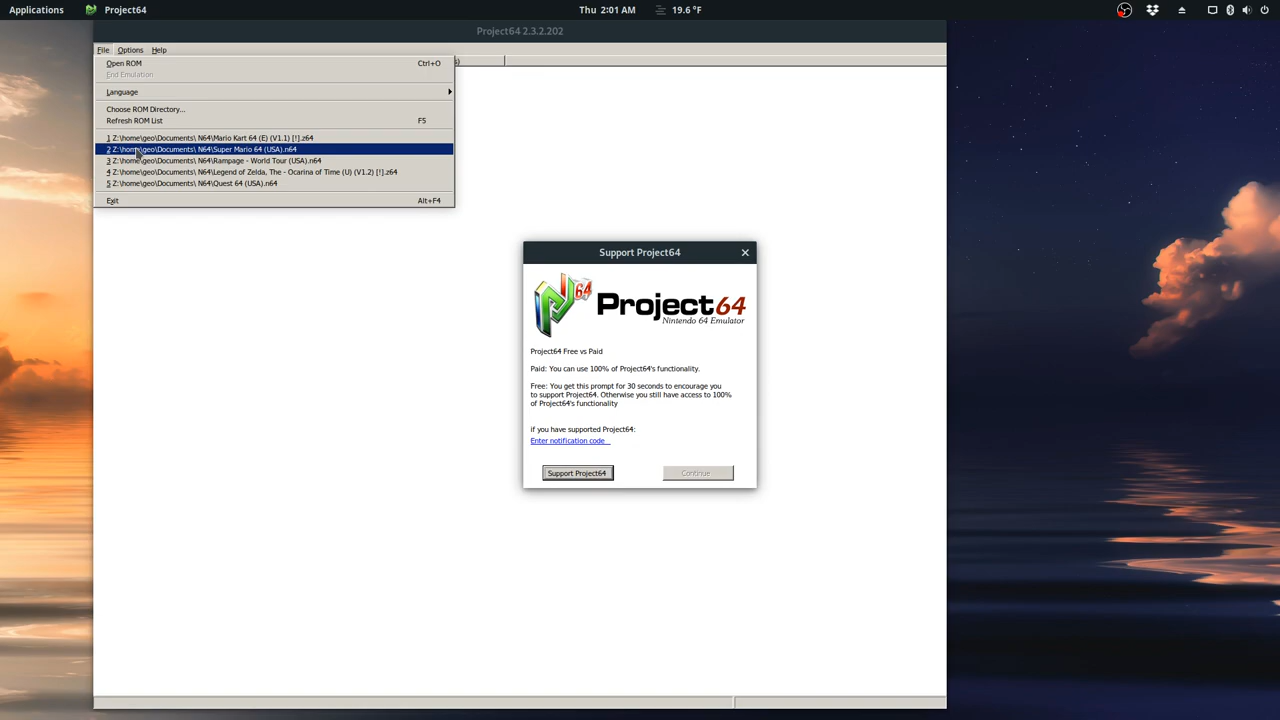 Applications Project64 Thu 2:01 AM 19.6 °F
Project64 2.3.2.202
File Options Help
Open ROM Ctrl+O
End Emulation
Language
Choose ROM Directory...
Refresh ROM List F5
1 Z:\home\geo\Documents\ N64\Mario Kart 64 (E) (V1.1) [!].z64
2 Z:\home\geo\Documents\ N64\Super Mario 64 (USA).n64
3 Z:\home\geo\Documents\ N64\Rampage - World Tour (USA).n64
4 Z:\home\geo\Documents\ N64\Legend of Zelda, The - Ocarina of Time (U) (V1.2) [!].z64
5 Z:\home\geo\Documents\ N64\Quest 64 (USA).n64
Exit Alt+F4
Support Project64
64
Project64
Nintendo 64 Emulator
Project64 Free vs Paid
Paid: You can use 100% of Project64's functionality.
Free: You get this prompt for 30 seconds to encourage you
to support Project64. Otherwise you still have access to 100%
of Project64's functionality
if you have supported Project64:
Enter notification code
Support Project64 Continue